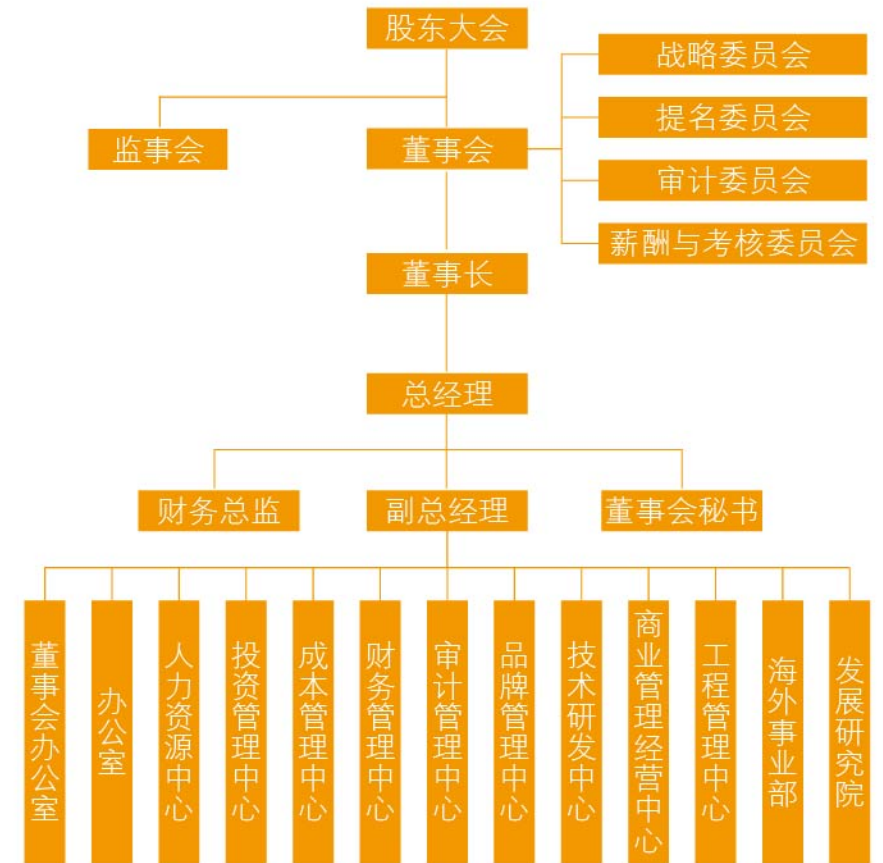 股东大会
战略委员会
提名委员会
监事会
董事会
审计委员会
薪酬与考核委员会
董事长
总经理
财务总监
副总经理
董事会秘书
董事会办公室
办公室
人力资源中心
投资管理中心
成本管理中心
财务管理中心
审计管理中心
品牌管理中心
技术研发中心
商业管理经营中心
工程管理中心
海外事业部
发展研究院